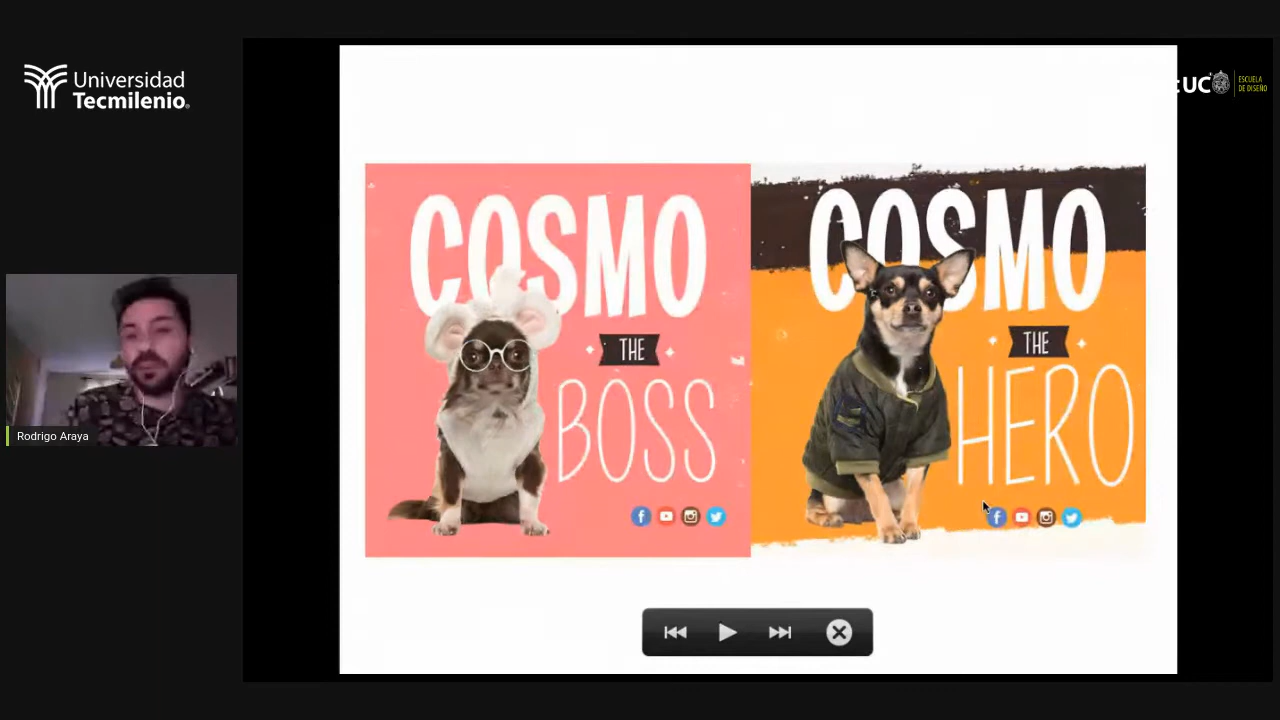 Universidad
Tecmilenio
UC
ESCUELA
DE DISEÑO
COSMO
THE
BOSS
COSMO
THE
HERO
Rodrigo Araya